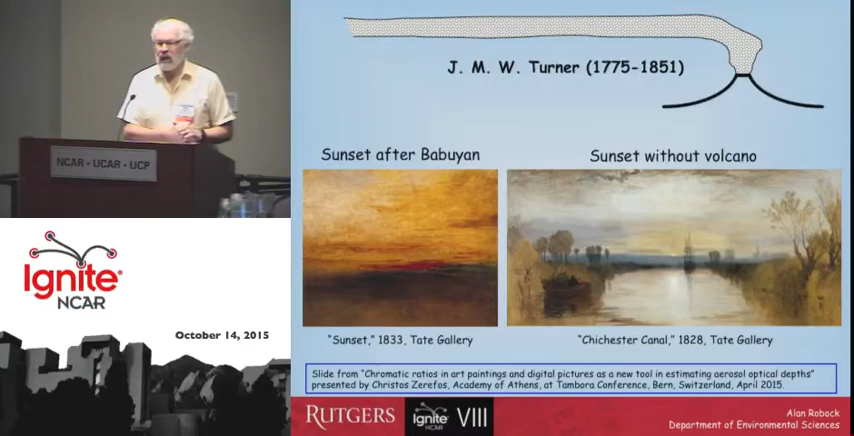 NCAR • UCAR • UCP
Ignite®
NCAR
October 14, 2015
J. M. W. Turner (1775-1851)
Sunset after Babuyan
Sunset without volcano
"Sunset," 1833, Tate Gallery
"Chichester Canal," 1828, Tate Gallery
Slide from "Chromatic ratios in art paintings and digital pictures as a new tool in estimating aerosol optical depths"
presented by Christos Zerefos, Academy of Athens, at Tambora Conference, Bern, Switzerland, April 2015.
RUTGERS
Ignite
NCAR
VIII
Alan Robock
Department of Environmental Sciences